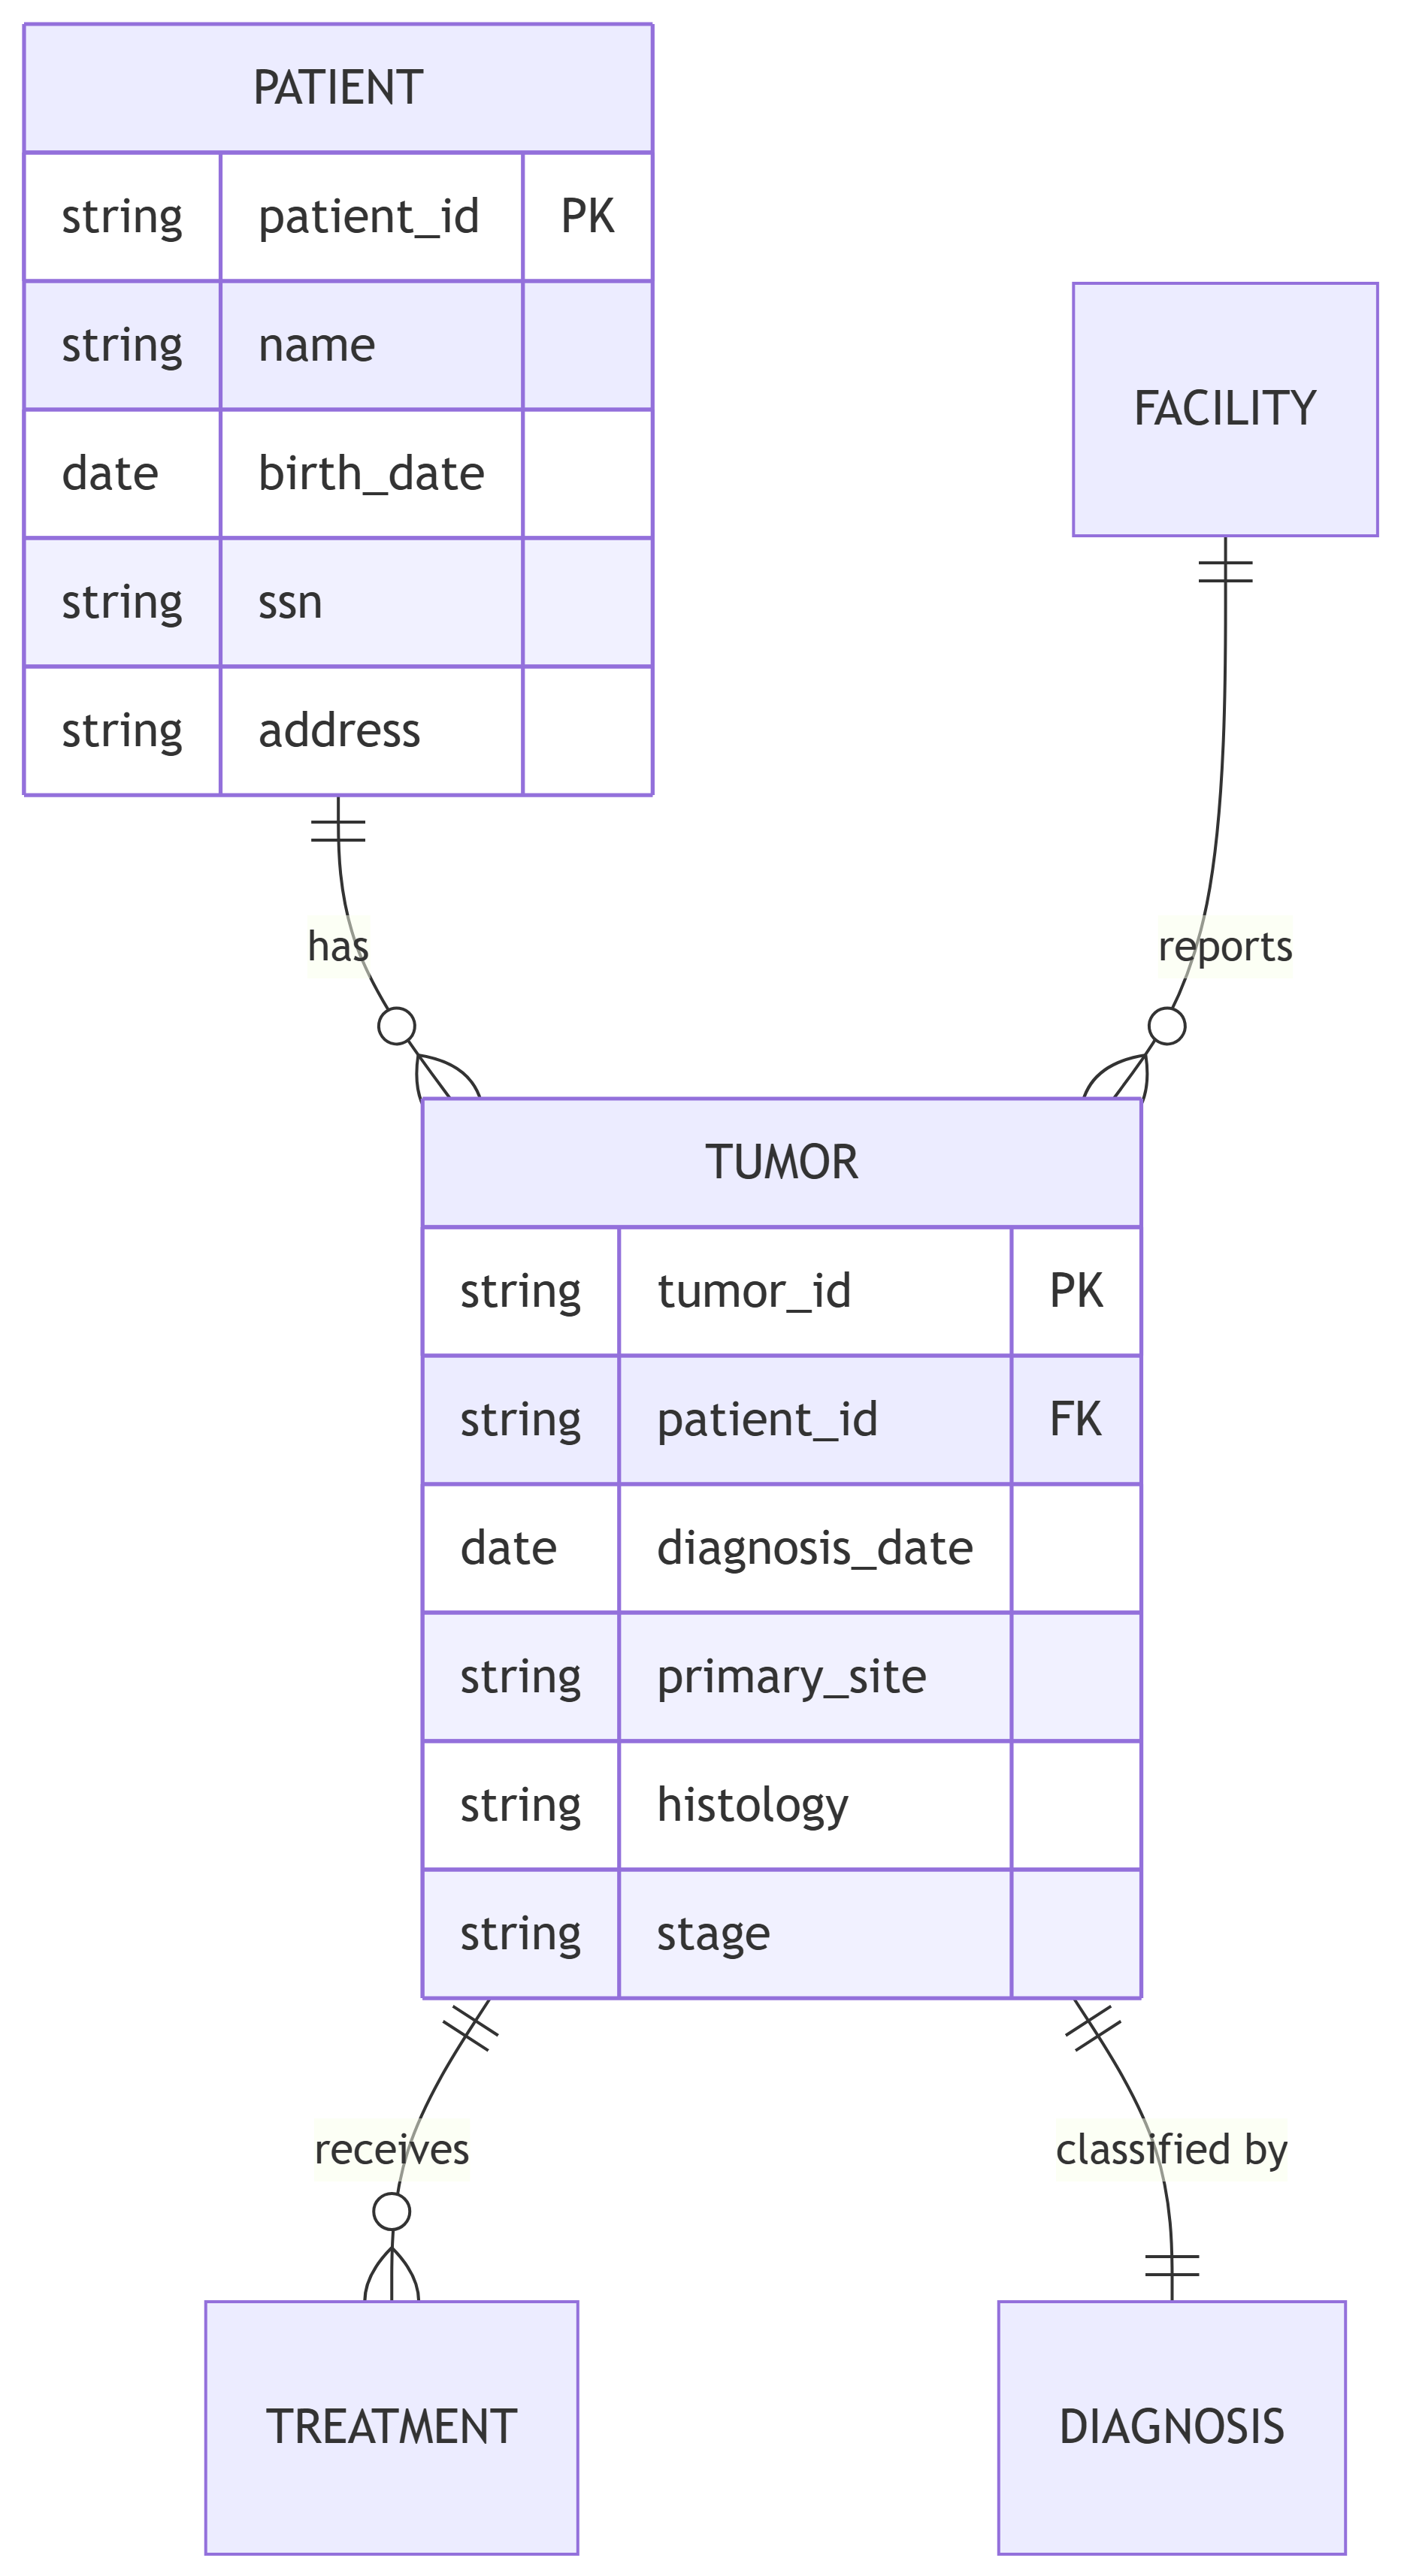 PATIENT
string patient_id PK
string name
date birth_date
string ssn
string address
FACILITY
has
reports
TUMOR
string tumor_id PK
string patient_id FK
date diagnosis_date
string primary_site
string histology
string stage
receives
classified by
TREATMENT
DIAGNOSIS